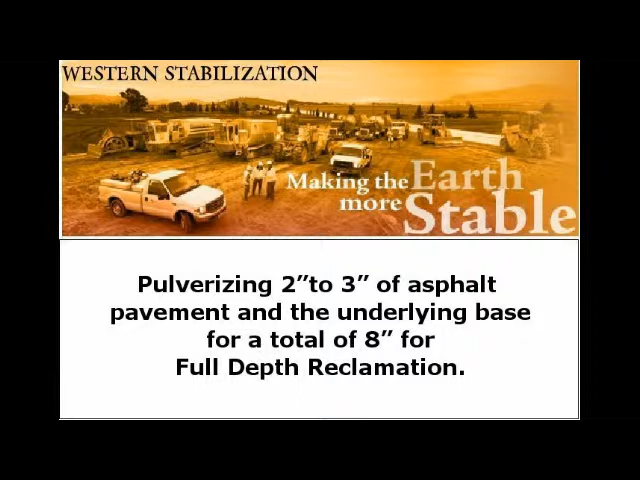 WESTERN STABILIZATION
Making the Earth
more Stable
Pulverizing 2”to 3” of asphalt
pavement and the underlying base
for a total of 8” for
Full Depth Reclamation.